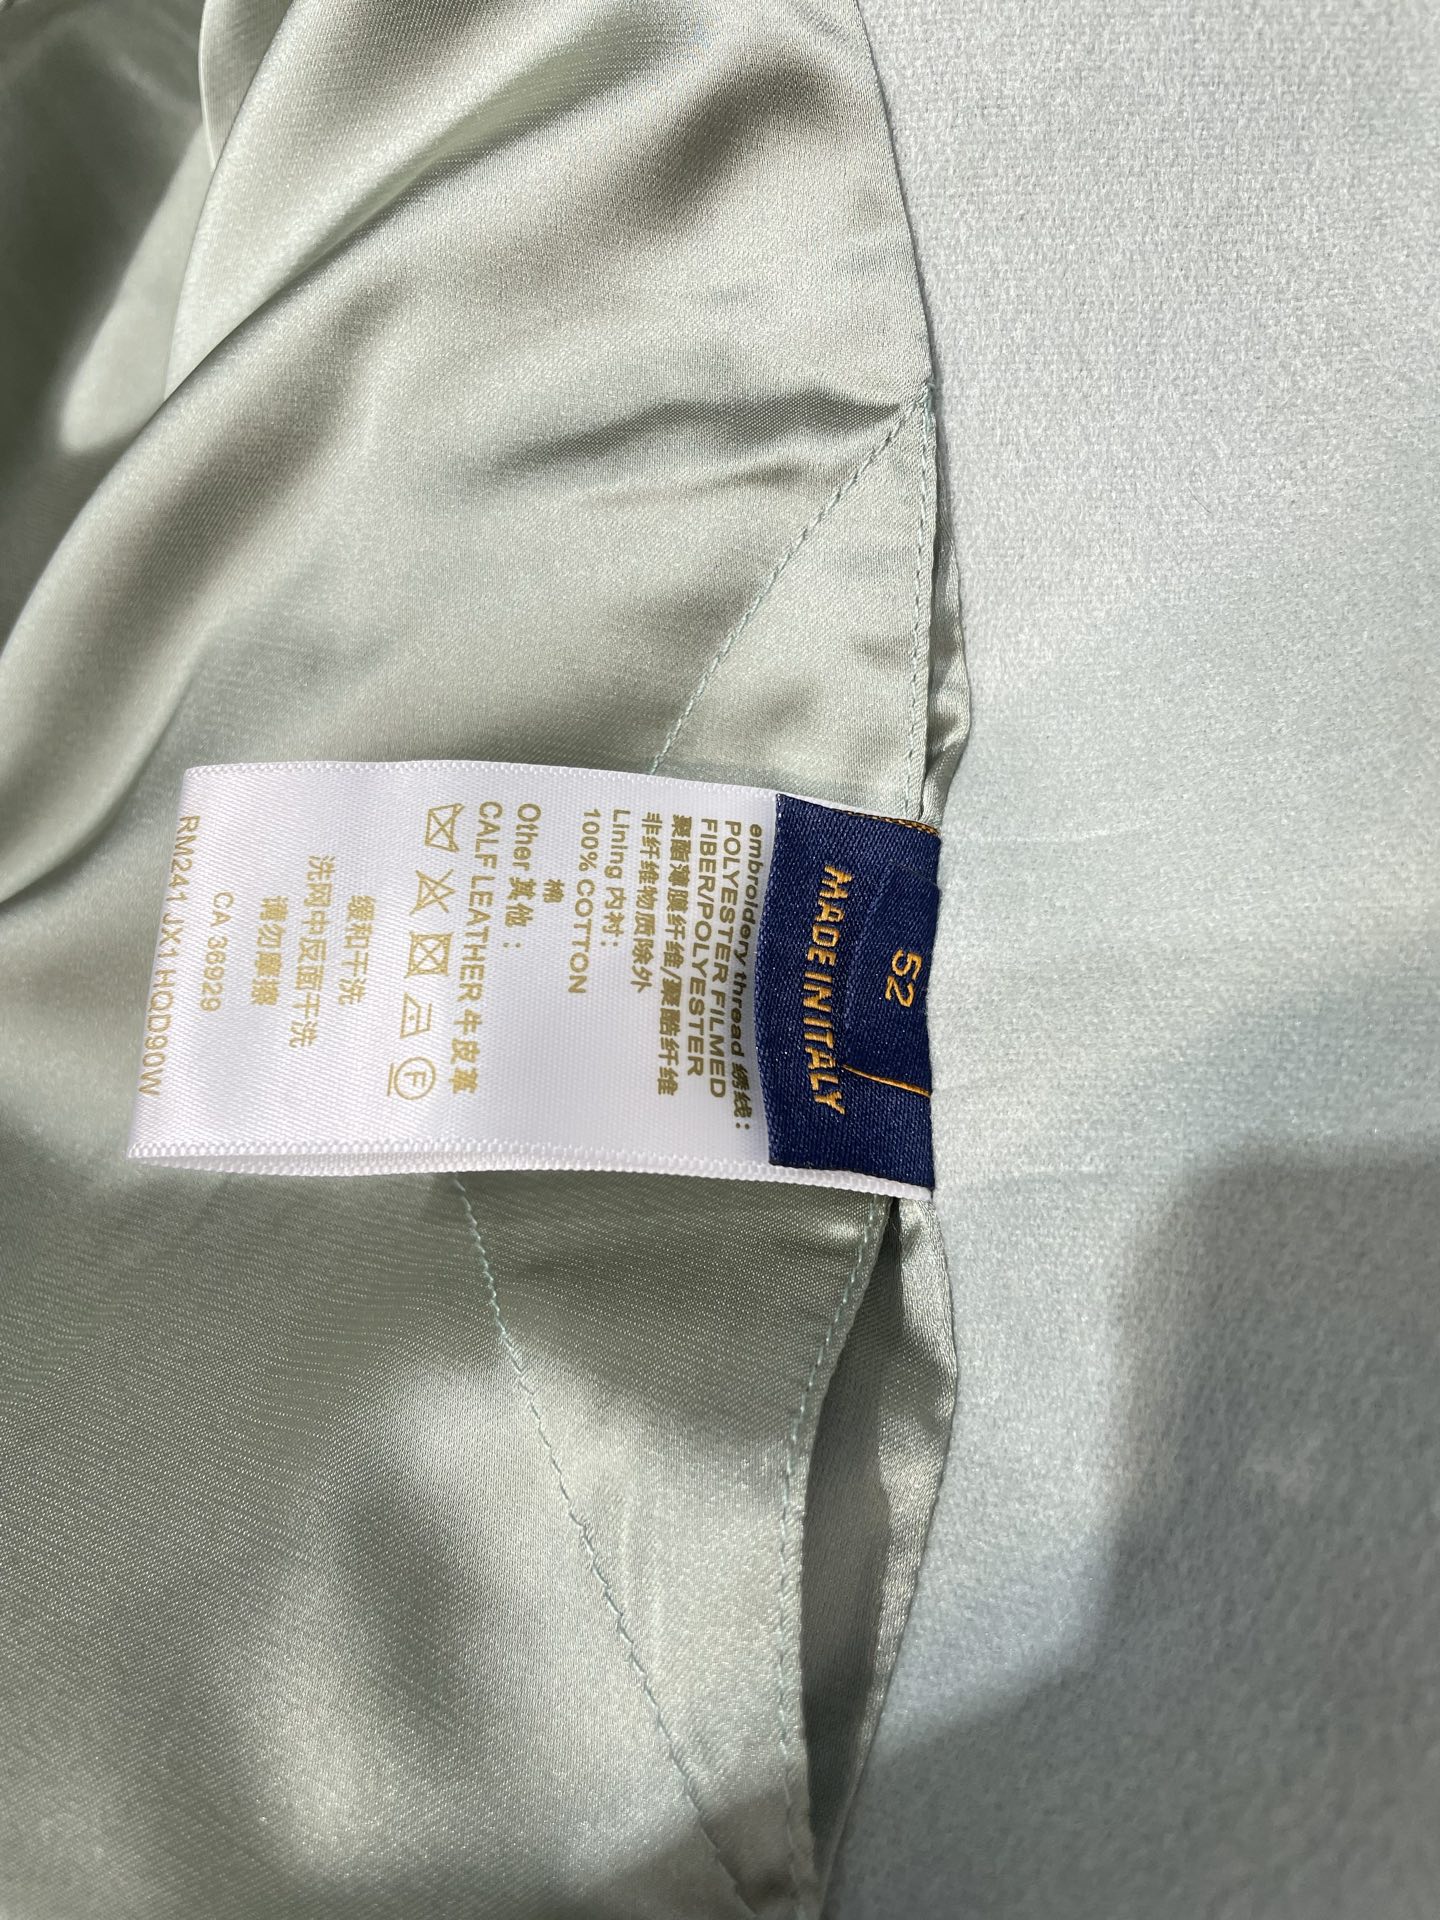 52
MADE IN ITALY
embroidery thread 绣线:
POLYESTER FILMED
FIBER/POLYESTER
聚酯薄膜纤维/聚酯纤维
非纤维物质除外
Lining 内衬:
100% COTTON
棉
Other 其他:
CALF LEATHER 牛皮革
F
缓和干洗
洗网中反面干洗
请勿摩擦
CA 36929
RM241 JX1 HQD90W